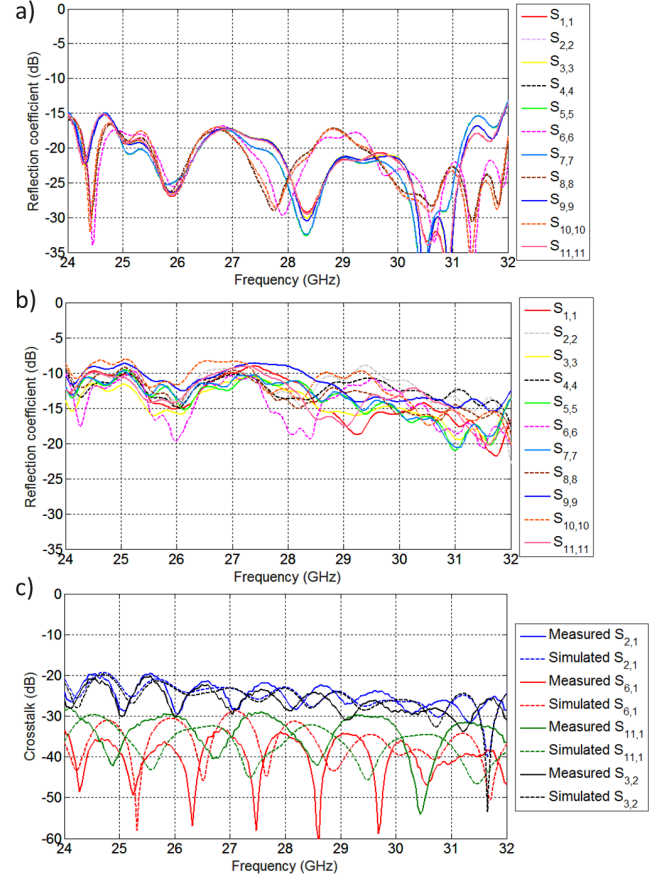 a)
0
-5
-10
-15
-20
-25
-30
-35
Reflection coefficient (dB)
24 25 26 27 28 29 30 31 32
Frequency (GHz)
S1,1
S2,2
S3,3
S4,4
S5,5
S6,6
S7,7
S8,8
S9,9
S10,10
S11,11
b)
0
-5
-10
-15
-20
-25
-30
-35
Reflection coefficient (dB)
24 25 26 27 28 29 30 31 32
Frequency (GHz)
S1,1
S2,2
S3,3
S4,4
S5,5
S6,6
S7,7
S8,8
S9,9
S10,10
S11,11
c)
0
-10
-20
-30
-40
-50
-60
Crosstalk (dB)
24 25 26 27 28 29 30 31 32
Frequency (GHz)
Measured S2,1
Simulated S2,1
Measured S6,1
Simulated S6,1
Measured S11,1
Simulated S11,1
Measured S3,2
Simulated S3,2